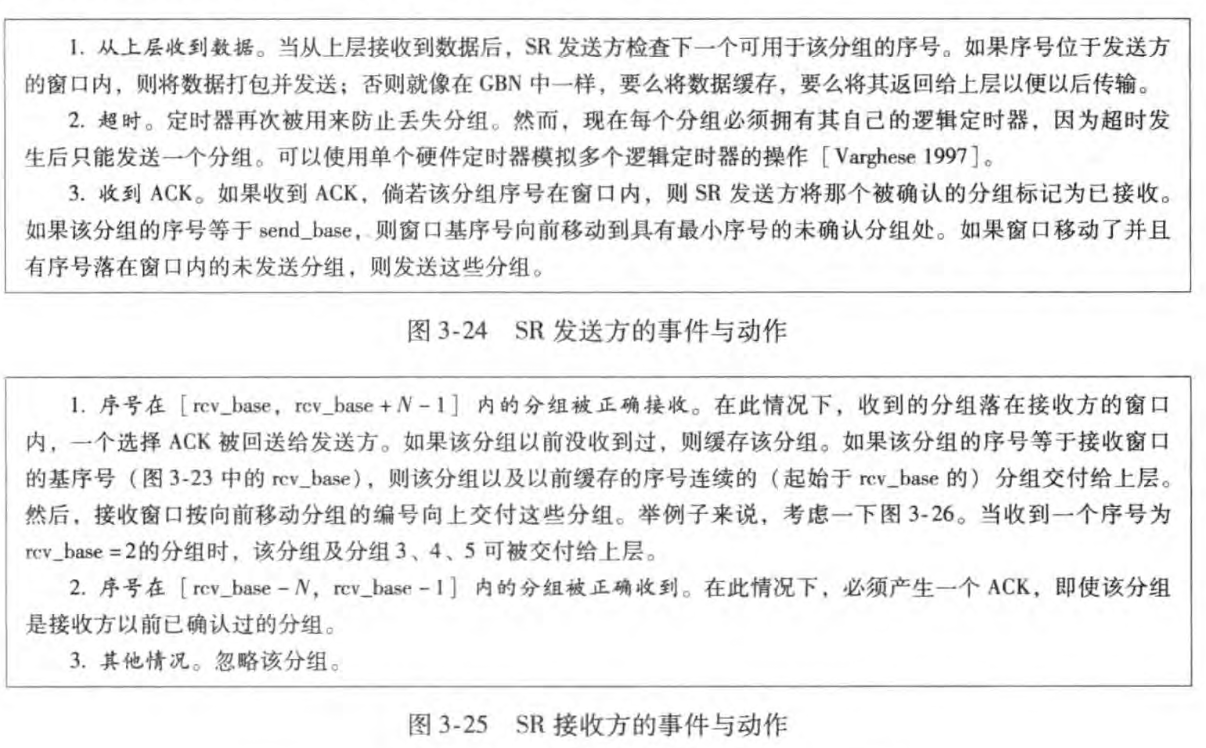 1. 从上层收到数据。当从上层接收到数据后，SR 发送方检查下一个可用于该分组的序号。如果序号位于发送方
的窗口内，则将数据打包并发送；否则就像在 GBN 中一样，要么将数据缓存，要么将其返回给上层以便以后传输。
2. 超时。定时器再次被用来防止丢失分组。然而，现在每个分组必须拥有其自己的逻辑定时器，因为超时发
生后只能发送一个分组。可以使用单个硬件定时器模拟多个逻辑定时器的操作［Varghese 1997］。
3. 收到 ACK。如果收到 ACK，倘若该分组序号在窗口内，则 SR 发送方将那个被确认的分组标记为已接收。
如果该分组的序号等于 send_base，则窗口基序号向前移动到具有最小序号的未确认分组处。如果窗口移动了并且
有序号落在窗口内的未发送分组，则发送这些分组。
图 3-24 SR 发送方的事件与动作
1. 序号在［rcv_base，rcv_base + N - 1］内的分组被正确接收。在此情况下，收到的分组落在接收方的窗口
内，一个选择 ACK 被回送给发送方。如果该分组以前没收到过，则缓存该分组。如果该分组的序号等于接收窗口
的基序号（图 3-23 中的 rcv_base），则该分组以及以前缓存的序号连续的（起始于 rcv_base 的）分组交付给上层。
然后，接收窗口按向前移动分组的编号向上交付这些分组。举例子来说，考虑一下图 3-26。当收到一个序号为
rcv_base = 2的分组时，该分组及分组 3、4、5 可被交付给上层。
2. 序号在［rcv_base - N，rcv_base - 1］内的分组被正确收到。在此情况下，必须产生一个 ACK，即使该分组
是接收方以前已确认过的分组。
3. 其他情况。忽略该分组。
图 3-25 SR 接收方的事件与动作